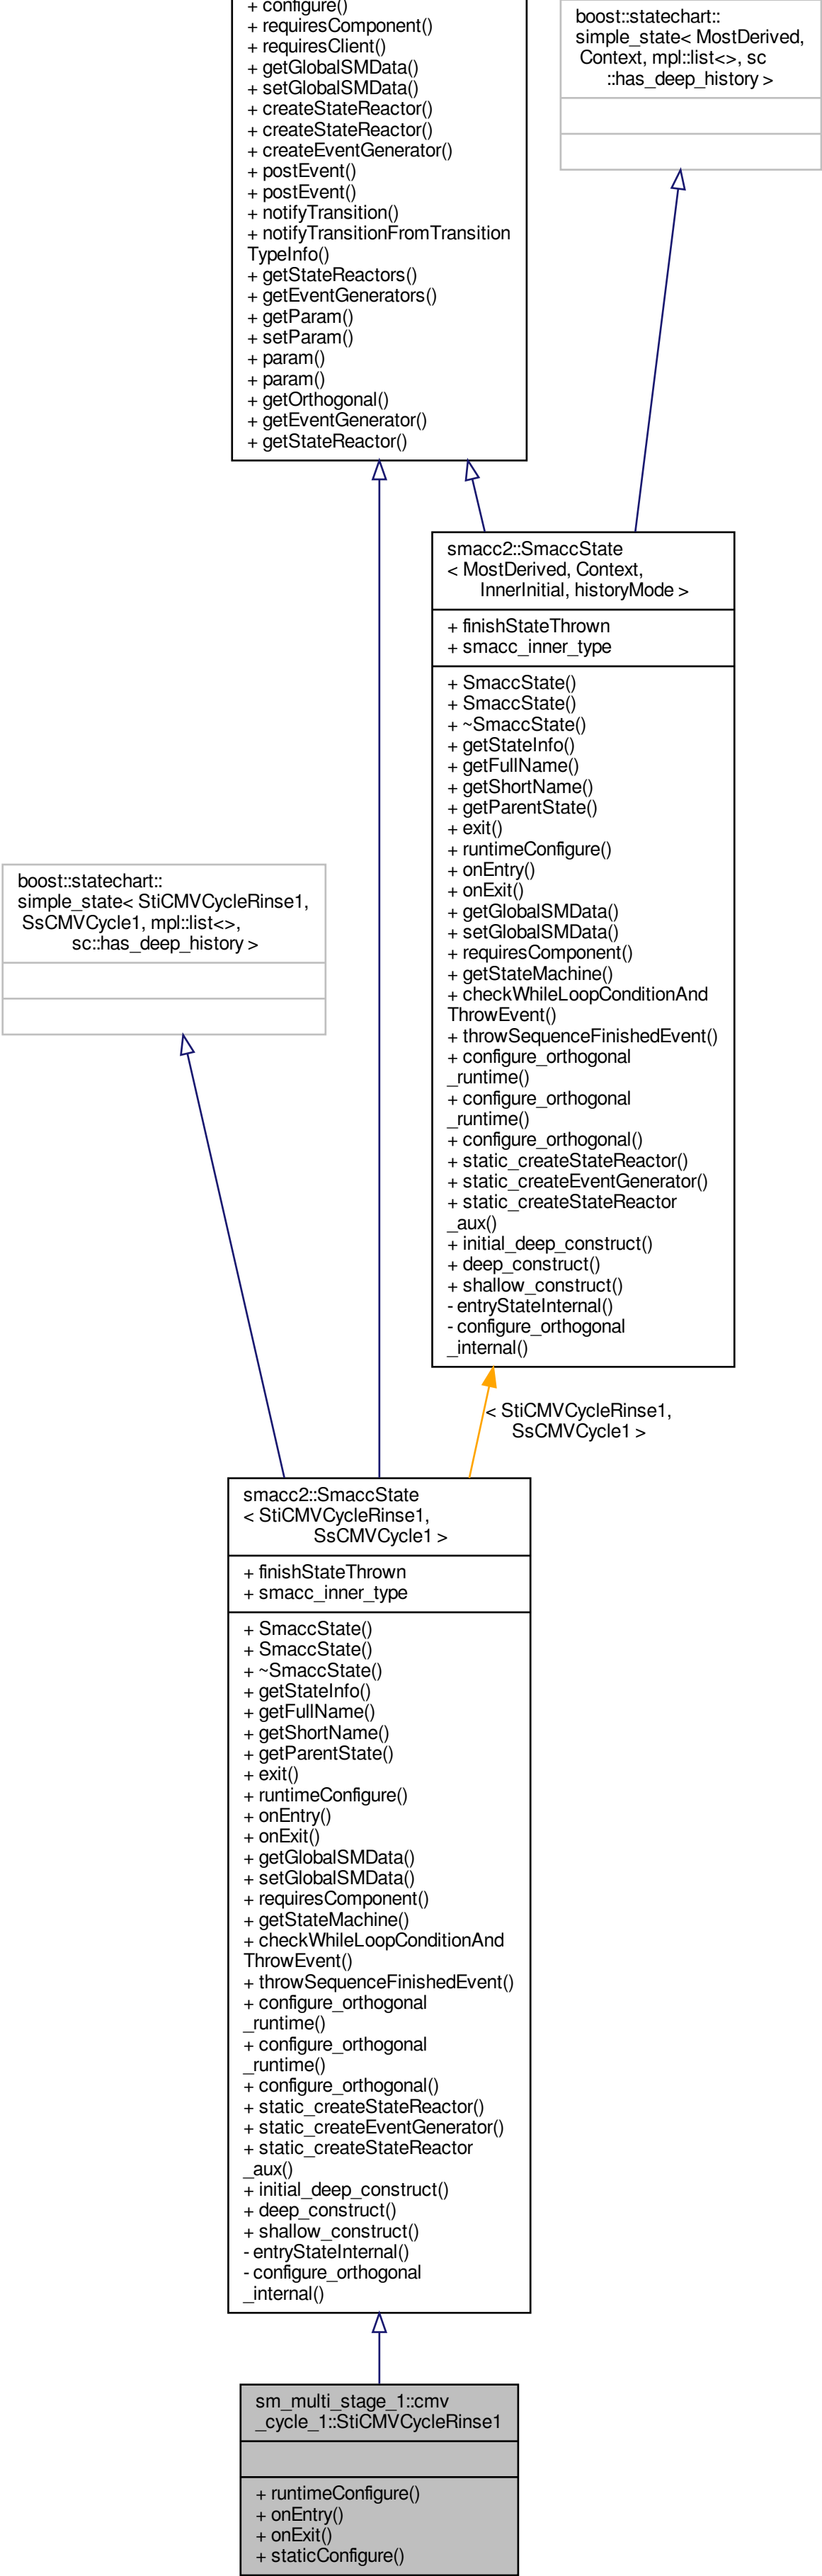 + configure()
+ requiresComponent()
+ requiresClient()
+ getGlobalSMData()
+ setGlobalSMData()
+ createStateReactor()
+ createStateReactor()
+ createEventGenerator()
+ postEvent()
+ postEvent()
+ notifyTransition()
+ notifyTransitionFromTransition
TypeInfo()
+ getStateReactors()
+ getEventGenerators()
+ getParam()
+ setParam()
+ param()
+ param()
+ getOrthogonal()
+ getEventGenerator()
+ getStateReactor()
boost::statechart::
simple_state< MostDerived,
Context, mpl::list<>, sc
::has_deep_history >
smacc2::SmaccState
< MostDerived, Context,
InnerInitial, historyMode >
+ finishStateThrown
+ smacc_inner_type
+ SmaccState()
+ SmaccState()
+ ~SmaccState()
+ getStateInfo()
+ getFullName()
+ getShortName()
+ getParentState()
+ exit()
+ runtimeConfigure()
+ onEntry()
+ onExit()
+ getGlobalSMData()
+ setGlobalSMData()
+ requiresComponent()
+ getStateMachine()
+ checkWhileLoopConditionAnd
ThrowEvent()
+ throwSequenceFinishedEvent()
+ configure_orthogonal
_runtime()
+ configure_orthogonal
_runtime()
+ configure_orthogonal()
+ static_createStateReactor()
+ static_createEventGenerator()
+ static_createStateReactor
_aux()
+ initial_deep_construct()
+ deep_construct()
+ shallow_construct()
- entryStateInternal()
- configure_orthogonal
_internal()
boost::statechart::
simple_state< StiCMVCycleRinse1,
SsCMVCycle1, mpl::list<>,
sc::has_deep_history >
< StiCMVCycleRinse1,
SsCMVCycle1 >
smacc2::SmaccState
< StiCMVCycleRinse1,
SsCMVCycle1 >
+ finishStateThrown
+ smacc_inner_type
+ SmaccState()
+ SmaccState()
+ ~SmaccState()
+ getStateInfo()
+ getFullName()
+ getShortName()
+ getParentState()
+ exit()
+ runtimeConfigure()
+ onEntry()
+ onExit()
+ getGlobalSMData()
+ setGlobalSMData()
+ requiresComponent()
+ getStateMachine()
+ checkWhileLoopConditionAnd
ThrowEvent()
+ throwSequenceFinishedEvent()
+ configure_orthogonal
_runtime()
+ configure_orthogonal
_runtime()
+ configure_orthogonal()
+ static_createStateReactor()
+ static_createEventGenerator()
+ static_createStateReactor
_aux()
+ initial_deep_construct()
+ deep_construct()
+ shallow_construct()
- entryStateInternal()
- configure_orthogonal
_internal()
sm_multi_stage_1::cmv
_cycle_1::StiCMVCycleRinse1
+ runtimeConfigure()
+ onEntry()
+ onExit()
+ staticConfigure()